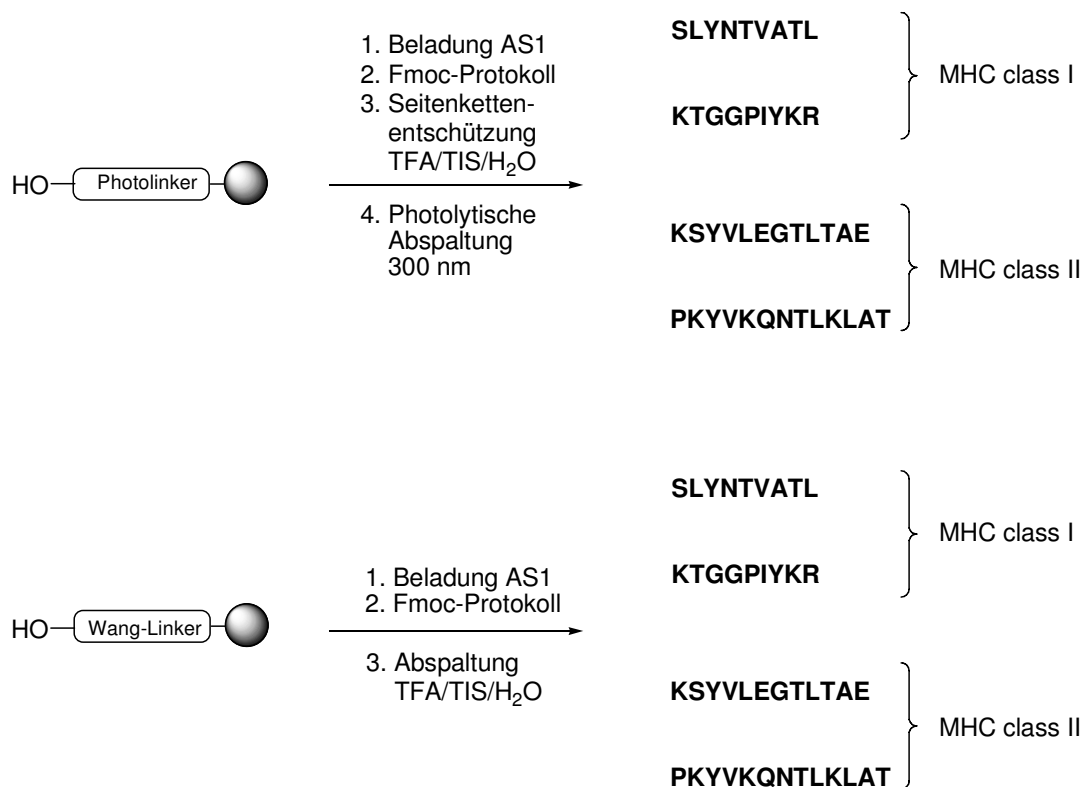 1. Beladung AS1
2. Fmoc-Protokoll
3. Seitenketten-
entschützung
TFA/TIS/H₂O
4. Photolytische
Abspaltung
300 nm
HO
Photolinker
SLYNTVATL
KTGGPIYKR
MHC class I
KSYVLEGTLTAE
PKYVKQNTLKLAT
MHC class II
1. Beladung AS1
2. Fmoc-Protokoll
3. Abspaltung
TFA/TIS/H₂O
HO
Wang-Linker
SLYNTVATL
KTGGPIYKR
MHC class I
KSYVLEGTLTAE
PKYVKQNTLKLAT
MHC class II